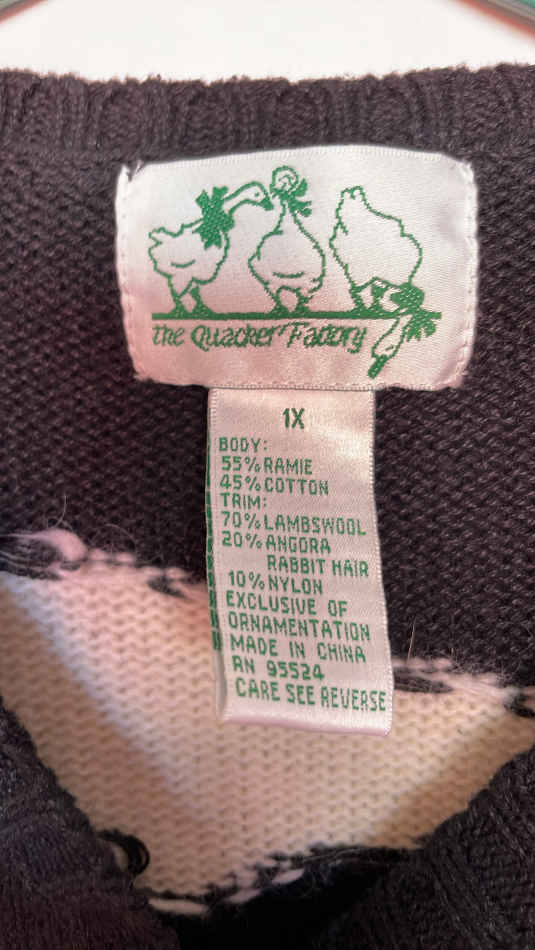 the Quacker Factory
1X
BODY:
55% RAMIE
45% COTTON
TRIM:
70% LAMBSWOOL
20% ANGORA
RABBIT HAIR
10% NYLON
EXCLUSIVE OF
ORNAMENTATION
MADE IN CHINA
RN 95524
CARE SEE REVERSE